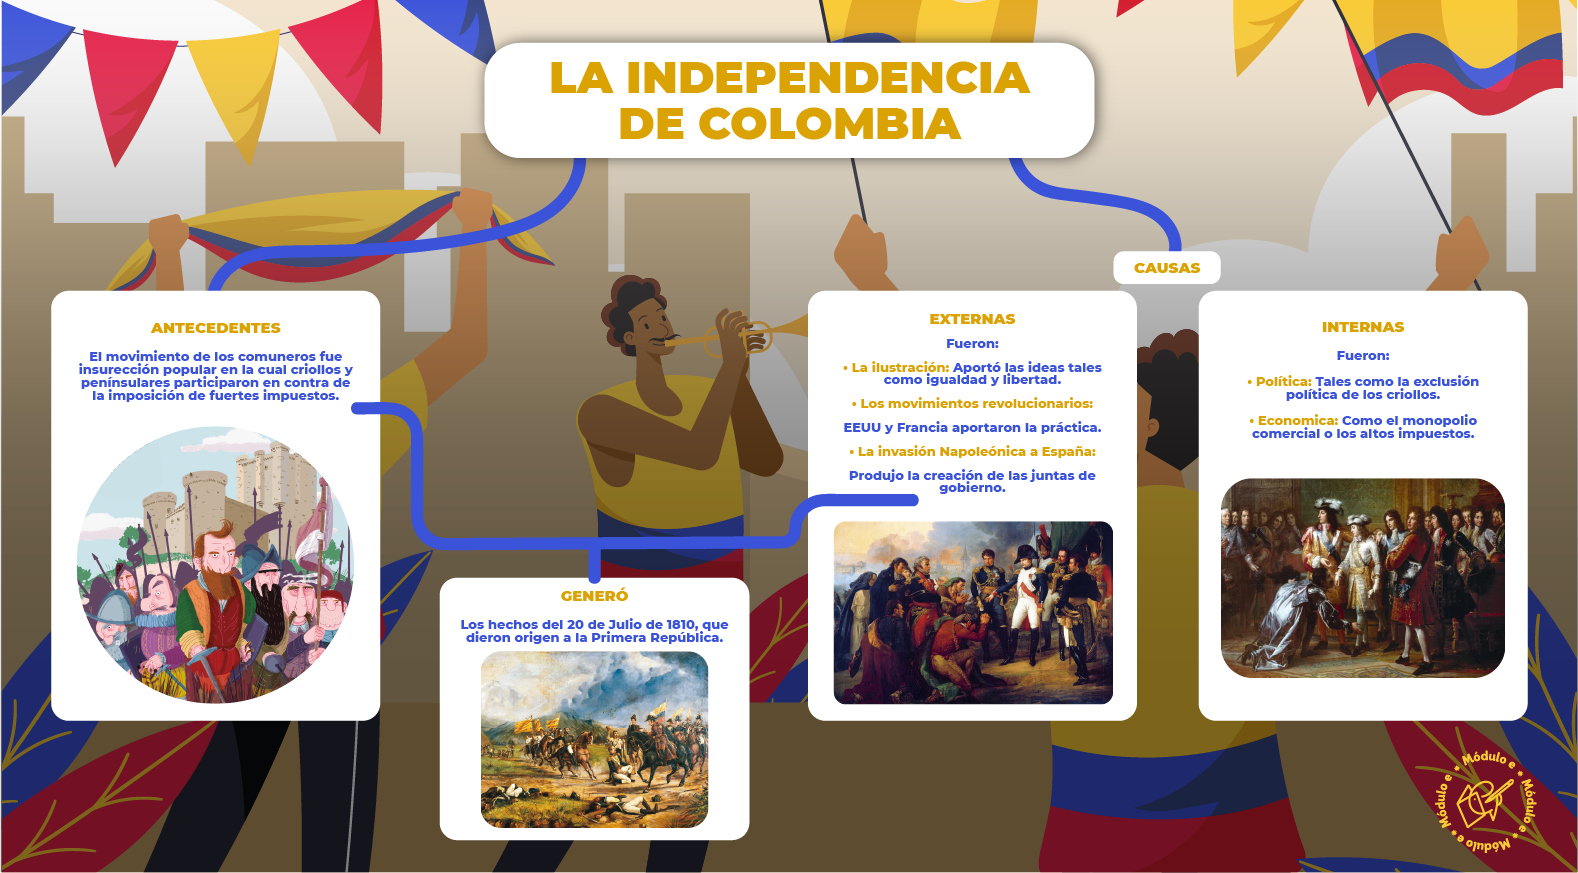 LA INDEPENDENCIA
DE COLOMBIA
ANTECEDENTES
El movimiento de los comuneros fue
insurección popular en la cual criollos y
penínsulares participaron en contra de
la imposición de fuertes impuestos.
GENERÓ
Los hechos del 20 de Julio de 1810, que
dieron origen a la Primera República.
CAUSAS
EXTERNAS
Fueron:
• La ilustración: Aportó las ideas tales
como igualdad y libertad.
• Los movimientos revolucionarios:
EEUU y Francia aportaron la práctica.
• La invasión Napoleónica a España:
Produjo la creación de las juntas de
gobierno.
INTERNAS
Fueron:
• Política: Tales como la exclusión
política de los criollos.
• Economica: Como el monopolio
comercial o los altos impuestos.
• Módulo e • Módulo e • Módulo e • Módulo e